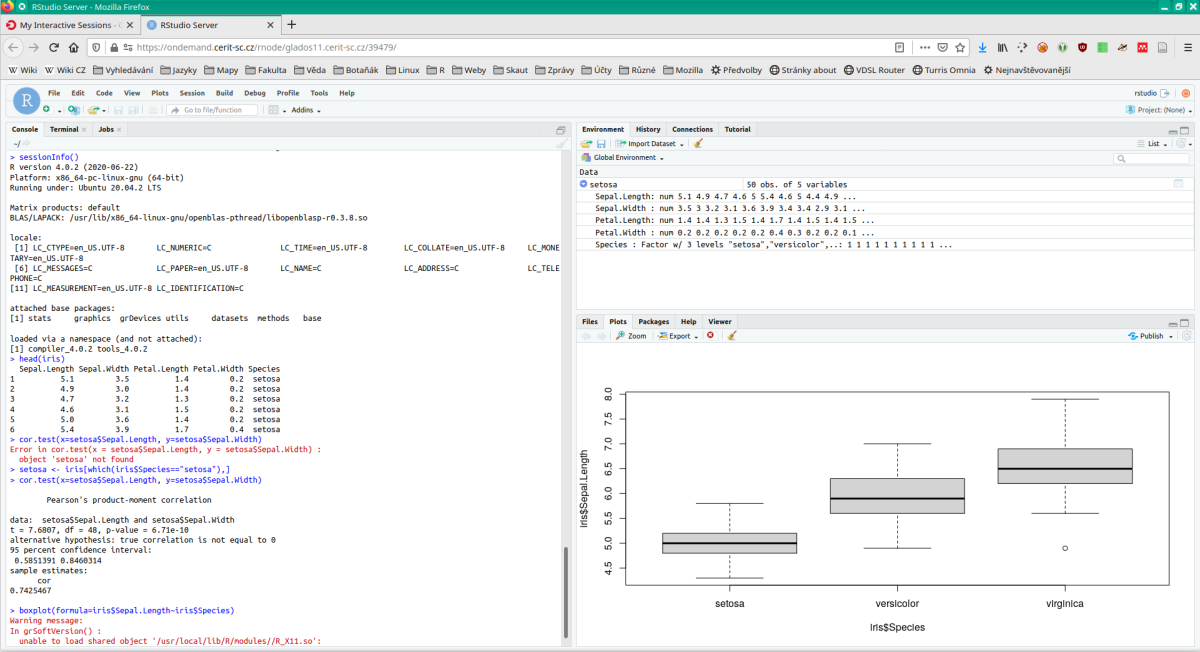 RStudio Server - Mozilla Firefox
My Interactive Sessions - C
RStudio Server
https://ondemand.cerit-sc.cz/rnode/glados11.cerit-sc.cz/39479/
Wiki
Wiki CZ
Vyhledávání
Jazyky
Mapy
Fakulta
Věda
Botaňák
Linux
R
Weby
Skaut
Zprávy
Účty
Různé
Mozilla
Předvolby
Stránky about
VDSL Router
Turris Omnia
Nejnavštěvovanější
R
File Edit Code View Plots Session Build Debug Profile Tools Help
rstudio
Go to file/function
Addins
Project: (None)
Console Terminal Jobs
~/
> sessionInfo()
R version 4.0.2 (2020-06-22)
Platform: x86_64-pc-linux-gnu (64-bit)
Running under: Ubuntu 20.04.2 LTS
Matrix products: default
BLAS/LAPACK: /usr/lib/x86_64-linux-gnu/openblas-pthread/libopenblasp-r0.3.8.so
locale:
[1] LC_CTYPE=en_US.UTF-8 LC_NUMERIC=C LC_TIME=en_US.UTF-8 LC_COLLATE=en_US.UTF-8 LC_MONE
TARY=en_US.UTF-8
[6] LC_MESSAGES=C LC_PAPER=en_US.UTF-8 LC_NAME=C LC_ADDRESS=C LC_TELE
PHONE=C
[11] LC_MEASUREMENT=en_US.UTF-8 LC_IDENTIFICATION=C
attached base packages:
[1] stats graphics grDevices utils datasets methods base
loaded via a namespace (and not attached):
[1] compiler_4.0.2 tools_4.0.2
> head(iris)
Sepal.Length Sepal.Width Petal.Length Petal.Width Species
1 5.1 3.5 1.4 0.2 setosa
2 4.9 3.0 1.4 0.2 setosa
3 4.7 3.2 1.3 0.2 setosa
4 4.6 3.1 1.5 0.2 setosa
5 5.0 3.6 1.4 0.2 setosa
6 5.4 3.9 1.7 0.4 setosa
> cor.test(x=setosa$Sepal.Length, y=setosa$Sepal.Width)
Error in cor.test(x = setosa$Sepal.Length, y = setosa$Sepal.Width) :
object 'setosa' not found
> setosa <- iris[which(iris$Species=="setosa"),]
> cor.test(x=setosa$Sepal.Length, y=setosa$Sepal.Width)
Pearson's product-moment correlation
data: setosa$Sepal.Length and setosa$Sepal.Width
t = 7.6807, df = 48, p-value = 6.71e-10
alternative hypothesis: true correlation is not equal to 0
95 percent confidence interval:
0.5851391 0.8460314
sample estimates:
cor
0.7425467
> boxplot(formula=iris$Sepal.Length~iris$Species)
Warning message:
In grSoftVersion() :
unable to load shared object '/usr/local/lib/R/modules//R_X11.so':
Environment History Connections Tutorial
Import Dataset
List
Global Environment
Data
setosa 50 obs. of 5 variables
Sepal.Length: num 5.1 4.9 4.7 4.6 5 5.4 4.6 5 4.4 4.9 ...
Sepal.Width : num 3.5 3 3.2 3.1 3.6 3.9 3.4 3.4 2.9 3.1 ...
Petal.Length: num 1.4 1.4 1.3 1.5 1.4 1.7 1.4 1.5 1.4 1.5 ...
Petal.Width : num 0.2 0.2 0.2 0.2 0.2 0.4 0.3 0.2 0.2 0.1 ...
Species : Factor w/ 3 levels "setosa","versicolor",..: 1 1 1 1 1 1 1 1 1 1 ...
Files Plots Packages Help Viewer
Zoom Export Publish
8.0
7.5
7.0
6.5
6.0
5.5
5.0
4.5
iris$Sepal.Length
setosa versicolor virginica
iris$Species